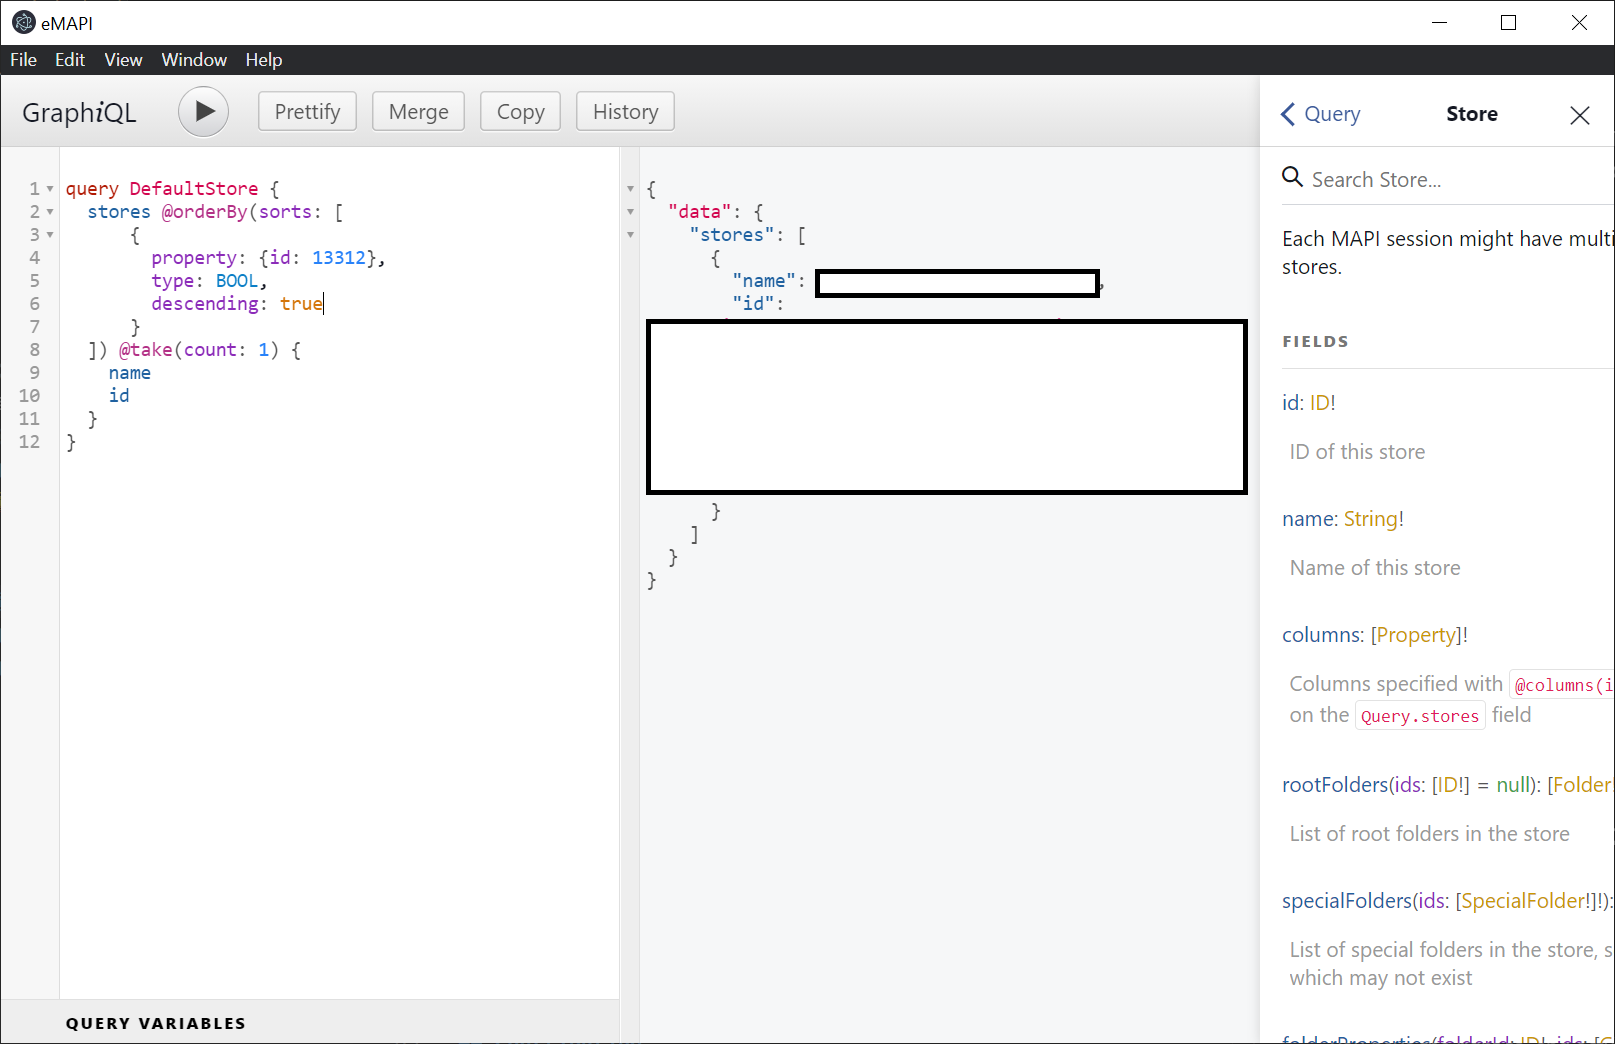 eMAPI
File Edit View Window Help
GraphiQL
Prettify Merge Copy History
1 query DefaultStore {
2 stores @orderBy(sorts: [
3 {
4 property: {id: 13312},
5 type: BOOL,
6 descending: true
7 }
8 ]) @take(count: 1) {
9 name
10 id
11 }
12 }
QUERY VARIABLES
{
"data": {
"stores": [
{
"name": ,
"id":
}
]
}
}
Query Store
Search Store...
Each MAPI session might have multi
stores.
FIELDS
id: ID!
ID of this store
name: String!
Name of this store
columns: [Property]!
Columns specified with @columns(i
on the Query.stores field
rootFolders(ids: [ID!] = null): [Folder!
List of root folders in the store
specialFolders(ids: [SpecialFolder!]!):
List of special folders in the store, s
which may not exist
folderProperties(folderId: ID!, ids: [